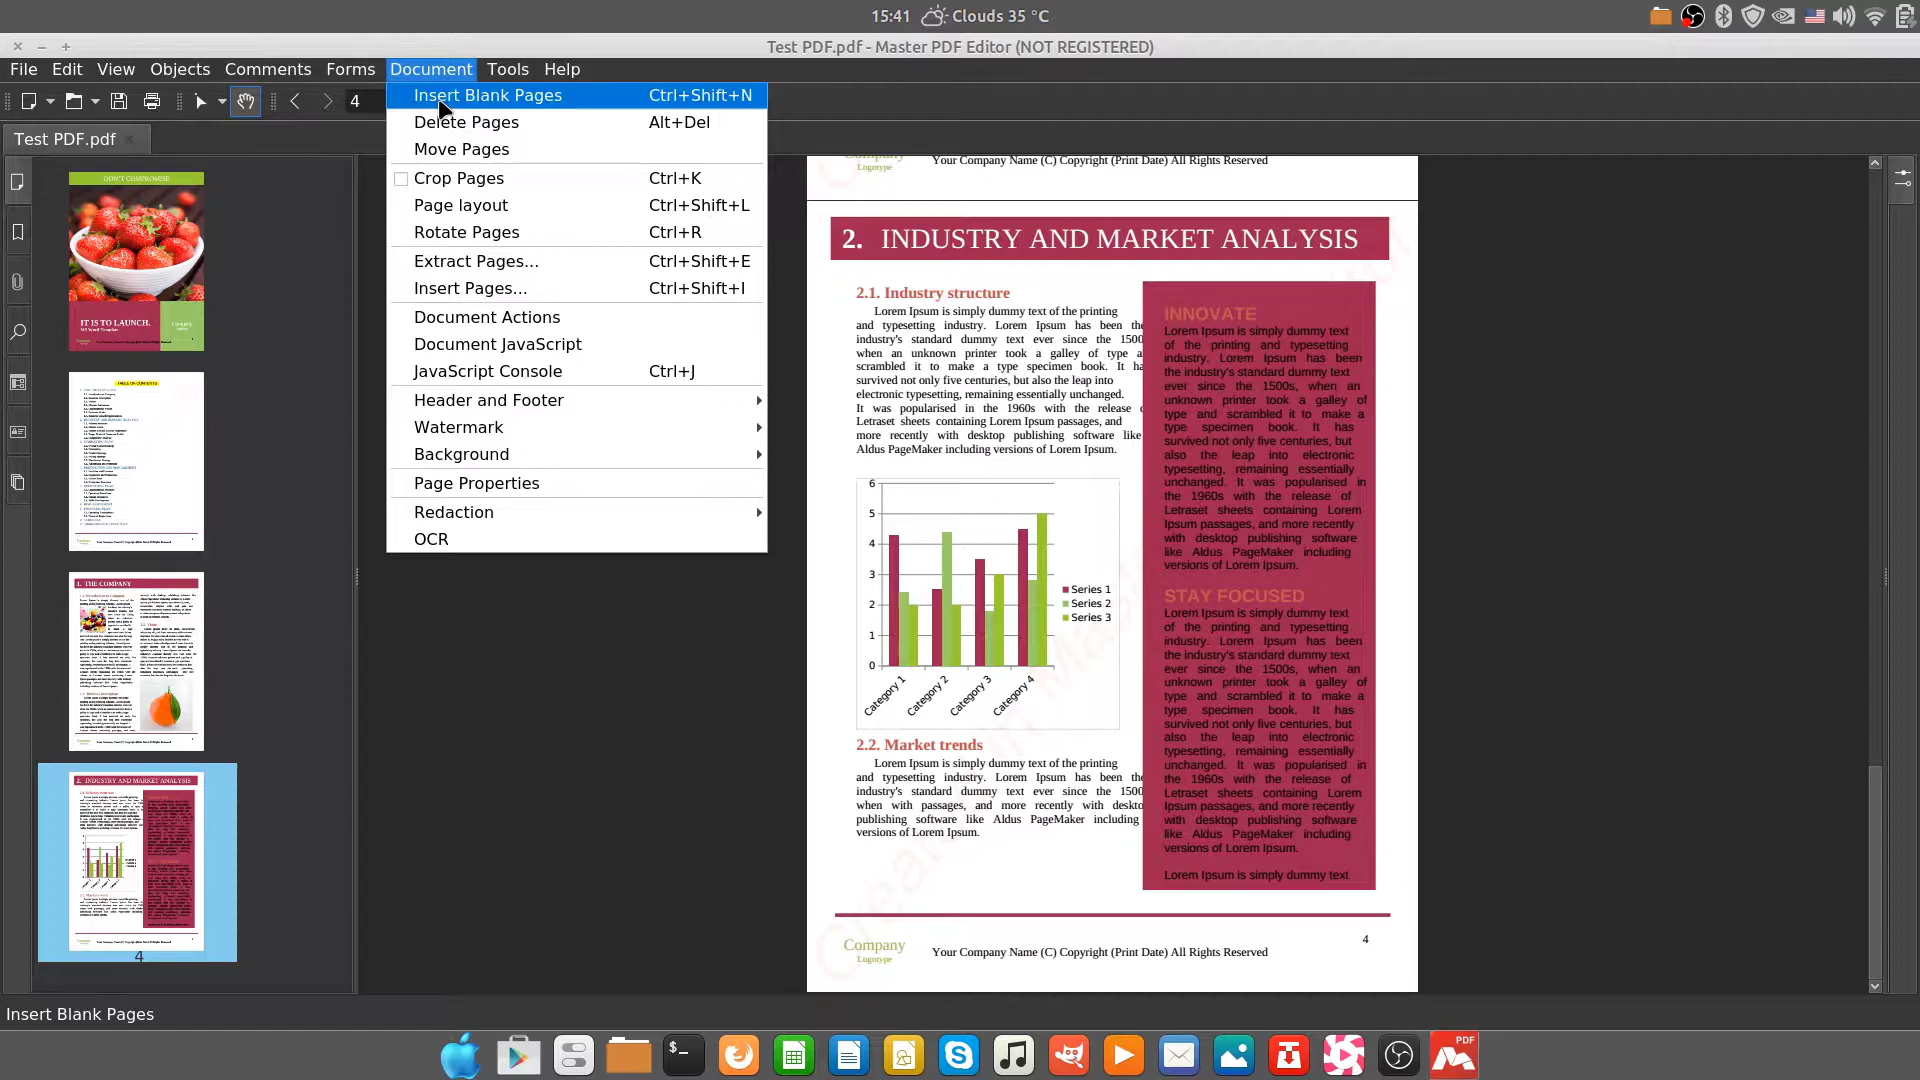 15:41 Clouds 35 °C
Test PDF.pdf - Master PDF Editor (NOT REGISTERED)
File Edit View Objects Comments Forms Document Tools Help
4
Test PDF.pdf
Insert Blank Pages Ctrl+Shift+N
Delete Pages Alt+Del
Move Pages
Crop Pages Ctrl+K
Page layout Ctrl+Shift+L
Rotate Pages Ctrl+R
Extract Pages... Ctrl+Shift+E
Insert Pages... Ctrl+Shift+I
Document Actions
Document JavaScript
JavaScript Console Ctrl+J
Header and Footer
Watermark
Background
Page Properties
Redaction
OCR
DON'T COMPROMISE
IT IS TO LAUNCH.
MS Word Template
TABLE OF CONTENTS
1. THE COMPANY
2. INDUSTRY AND MARKET ANALYSIS
4
Company
Logotype
Your Company Name (C) Copyright (Print Date) All Rights Reserved
2. INDUSTRY AND MARKET ANALYSIS
2.1. Industry structure
Lorem Ipsum is simply dummy text of the printing
and typesetting industry. Lorem Ipsum has been the
industry's standard dummy text ever since the 1500
when an unknown printer took a galley of type a
scrambled it to make a type specimen book. It ha
survived not only five centuries, but also the leap into
electronic typesetting, remaining essentially unchanged.
It was popularised in the 1960s with the release o
Letraset sheets containing Lorem Ipsum passages, and
more recently with desktop publishing software like
Aldus PageMaker including versions of Lorem Ipsum.
6
5
4
3
2
1
0
Category 1
Category 2
Category 3
Category 4
Series 1
Series 2
Series 3
2.2. Market trends
Lorem Ipsum is simply dummy text of the printing
and typesetting industry. Lorem Ipsum has been the
industry's standard dummy text ever since the 1500
when with passages, and more recently with deskto
publishing software like Aldus PageMaker including
versions of Lorem Ipsum.
INNOVATE
Lorem Ipsum is simply dummy text
of the printing and typesetting
industry. Lorem Ipsum has been
the industry's standard dummy text
ever since the 1500s, when an
unknown printer took a galley of
type and scrambled it to make a
type specimen book. It has
survived not only five centuries, but
also the leap into electronic
typesetting, remaining essentially
unchanged. It was popularised in
the 1960s with the release of
Letraset sheets containing Lorem
Ipsum passages, and more recently
with desktop publishing software
like Aldus PageMaker including
versions of Lorem Ipsum.
STAY FOCUSED
Lorem Ipsum is simply dummy text
of the printing and typesetting
industry. Lorem Ipsum has been
the industry's standard dummy text
ever since the 1500s, when an
unknown printer took a galley of
type and scrambled it to make a
type specimen book. It has
survived not only five centuries, but
also the leap into electronic
typesetting, remaining essentially
unchanged. It was popularised in
the 1960s with the release of
Letraset sheets containing Lorem
Ipsum passages, and more recently
with desktop publishing software
like Aldus PageMaker including
versions of Lorem Ipsum.
Lorem Ipsum is simply dummy text
4
Company
Logotype
Your Company Name (C) Copyright (Print Date) All Rights Reserved
Insert Blank Pages
PDF